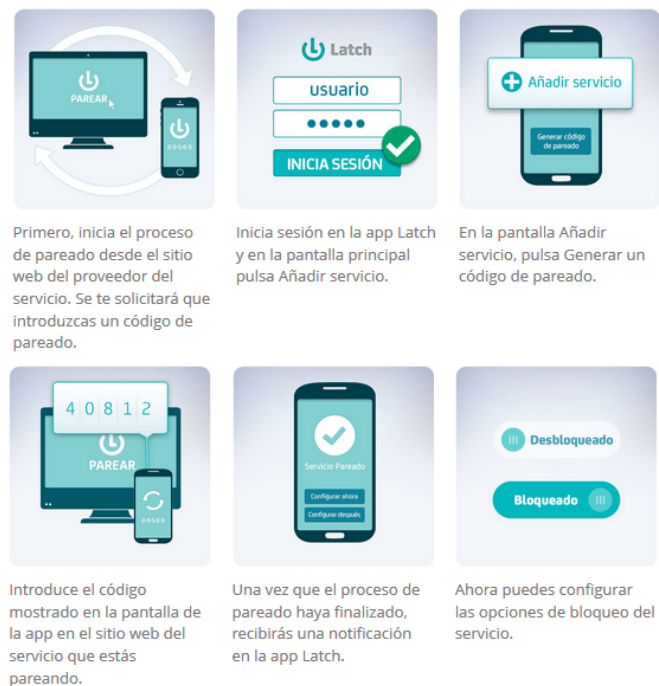 PAREAR
09569
Latch
usuario
INICIA SESIÓN
Añadir servicio
Generar código
de pareado
Primero, inicia el proceso
de pareado desde el sitio
web del proveedor del
servicio. Se te solicitará que
introduzcas un código de
pareado.
Inicia sesión en la app Latch
y en la pantalla principal
pulsa Añadir servicio.
En la pantalla Añadir
servicio, pulsa Generar un
código de pareado.
4 0 8 1 2
PAREAR
09569
Servicio Pareado
Configurar ahora
Configurar después
Desbloqueado
Bloqueado
Introduce el código
mostrado en la pantalla de
la app en el sitio web del
servicio que estás
pareando.
Una vez que el proceso de
pareado haya finalizado,
recibirás una notificación
en la app Latch.
Ahora puedes configurar
las opciones de bloqueo del
servicio.